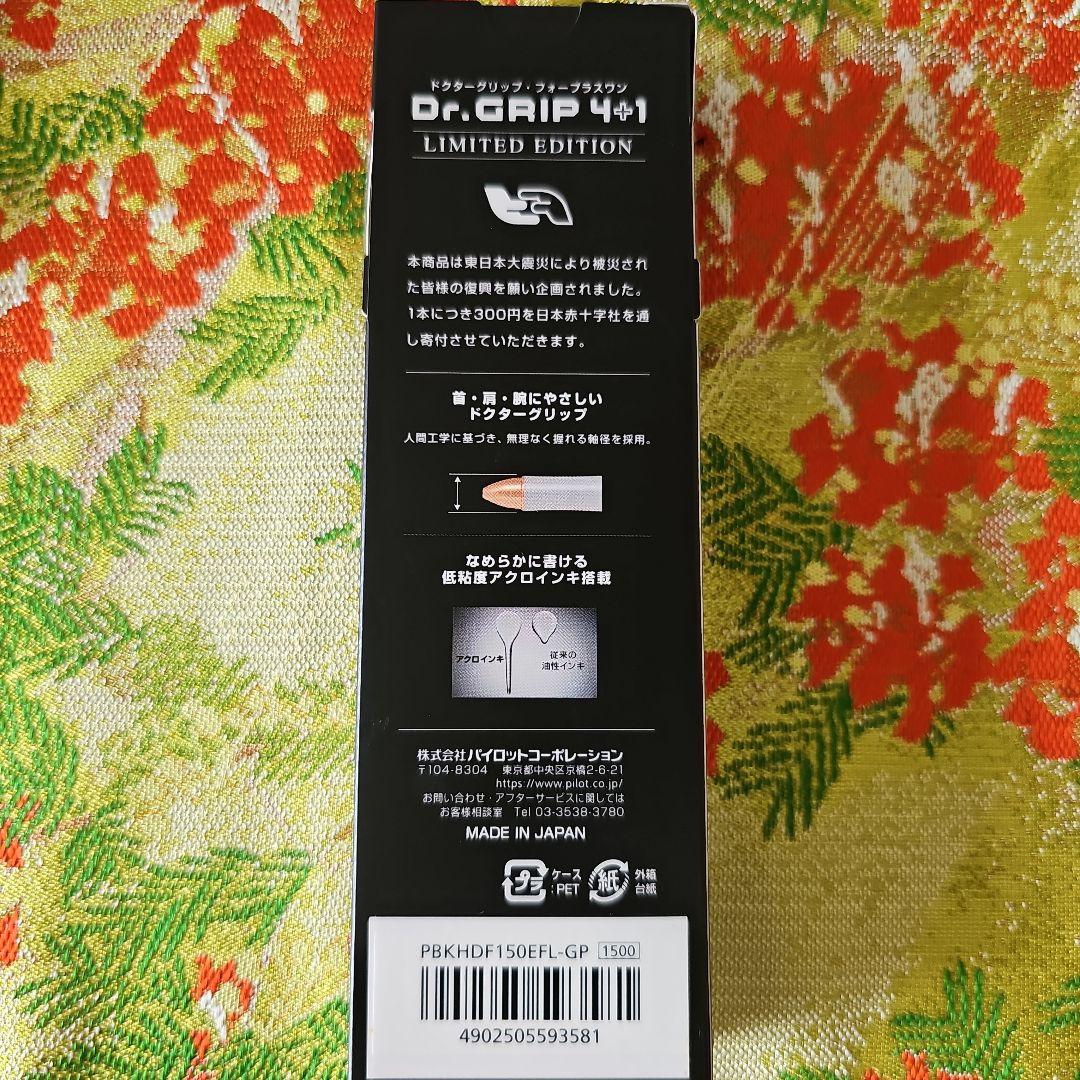 ドクターグリップ・フォープラスワン
Dr.GRIP 4+1
LIMITED EDITION
本商品は東日本大震災により被災され
た皆様の復興を願い企画されました。
1本につき300円を日本赤十字社を通
し寄付させていただきます。
首・肩・腕にやさしい
ドクターグリップ
人間工学に基づき、無理なく握れる軸径を採用。
なめらかに書ける
低粘度アクロインキ搭載
アクロインキ
従来の
油性インキ
株式会社パイロットコーポレーション
〒104-8304 東京都中央区京橋2-6-21
https://www.pilot.co.jp/
お問い合わせ・アフターサービスに関しては
お客様相談室 Tel 03-3538-3780
MADE IN JAPAN
プラ
ケース
:PET
紙
外箱
台紙
PBKHDF150EFL-GP 1500
4902505593581